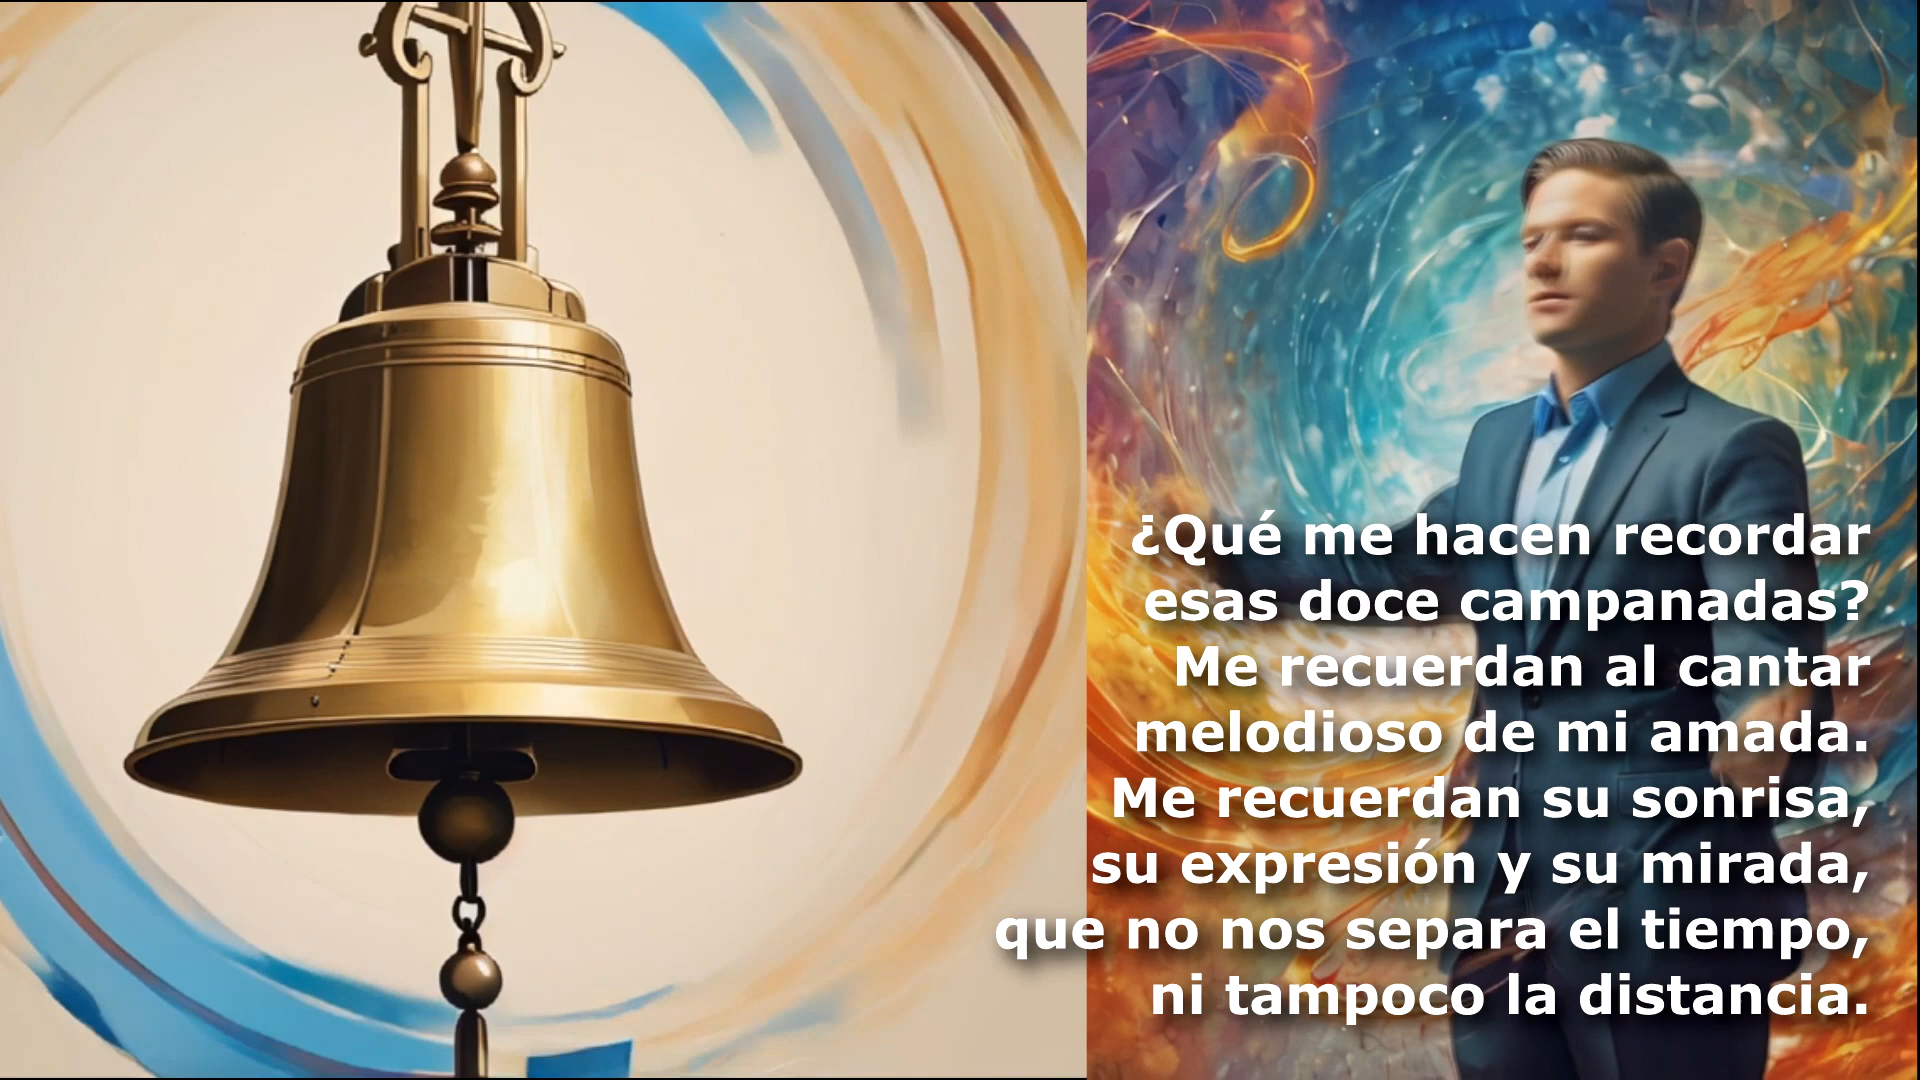 ¿Qué me hacen recordar
esas doce campanadas?
Me recuerdan al cantar
melodioso de mi amada.
Me recuerdan su sonrisa,
su expresión y su mirada,
que no nos separa el tiempo,
ni tampoco la distancia.